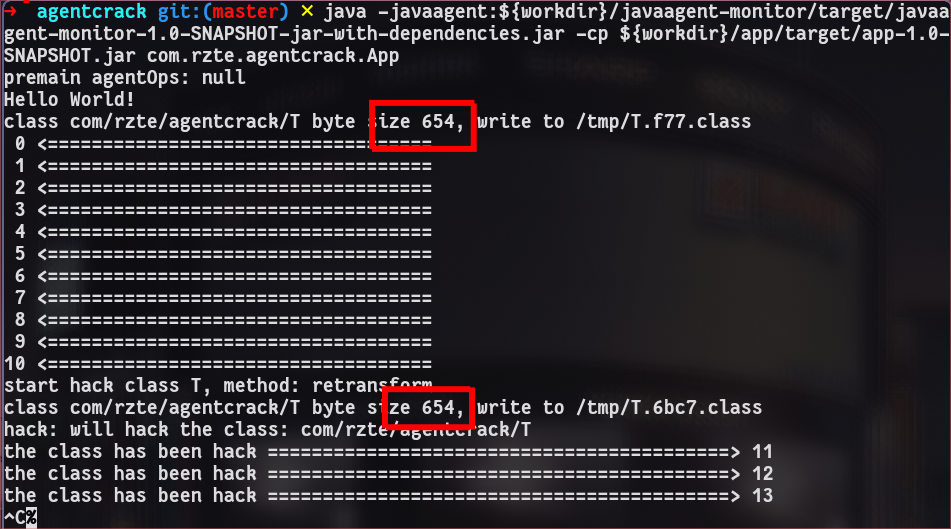 ➜ agentcrack git:(master) ✗ java -javaagent:${workdir}/javaagent-monitor/target/javaa
gent-monitor-1.0-SNAPSHOT-jar-with-dependencies.jar -cp ${workdir}/app/target/app-1.0-
SNAPSHOT.jar com.rzte.agentcrack.App
premain agentOps: null
Hello World!
class com/rzte/agentcrack/T byte size 654, write to /tmp/T.f77.class
0 <===================================
1 <===================================
2 <===================================
3 <===================================
4 <===================================
5 <===================================
6 <===================================
7 <===================================
8 <===================================
9 <===================================
10 <===================================
start hack class T, method: retransform
class com/rzte/agentcrack/T byte size 654, write to /tmp/T.6bc7.class
hack: will hack the class: com/rzte/agentcrack/T
the class has been hack ==========================================> 11
the class has been hack ==========================================> 12
the class has been hack ==========================================> 13
^C%